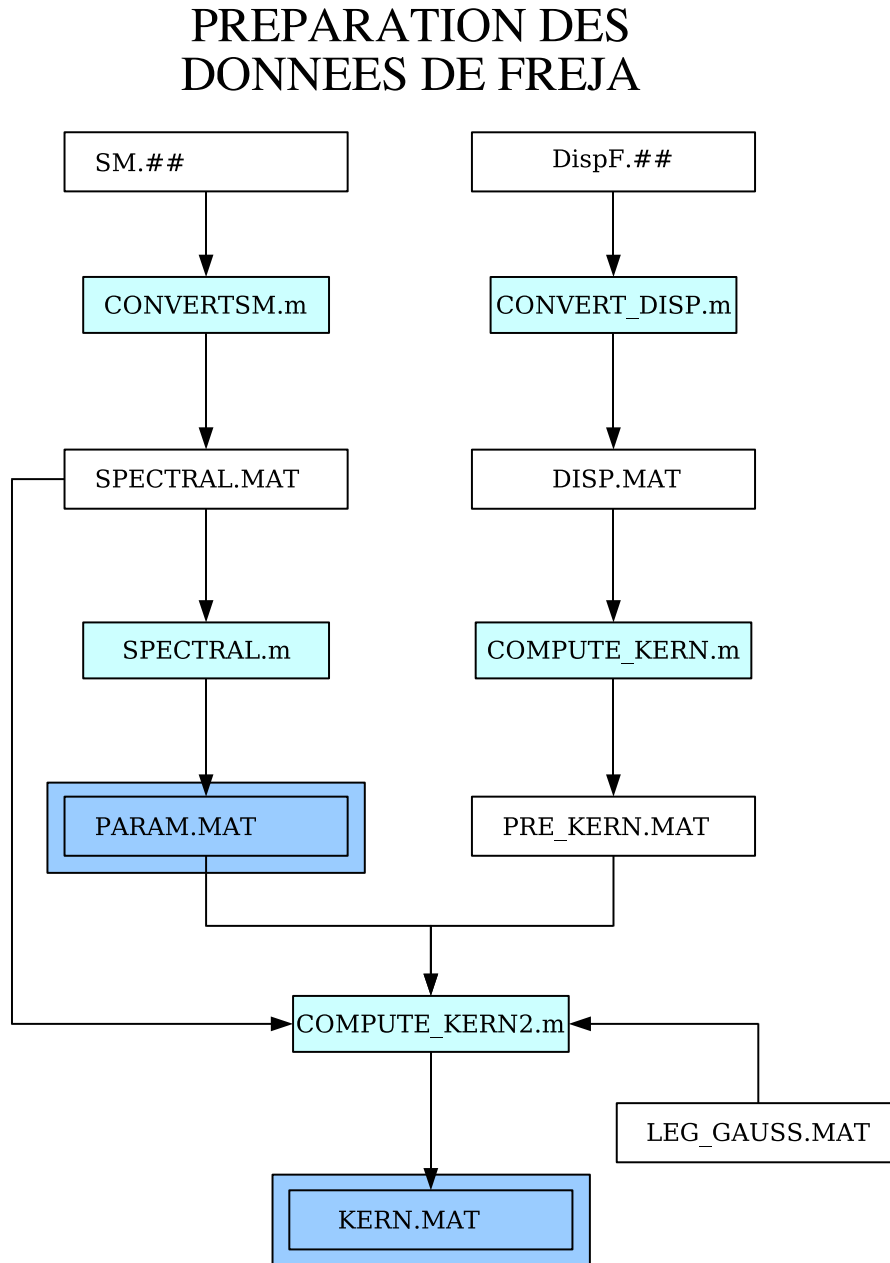 PREPARATION DES
DONNEES DE FREJA
SM.##
DispF.##
CONVERTSM.m
CONVERT_DISP.m
SPECTRAL.MAT
DISP.MAT
SPECTRAL.m
COMPUTE_KERN.m
PARAM.MAT
PRE_KERN.MAT
COMPUTE_KERN2.m
LEG_GAUSS.MAT
KERN.MAT